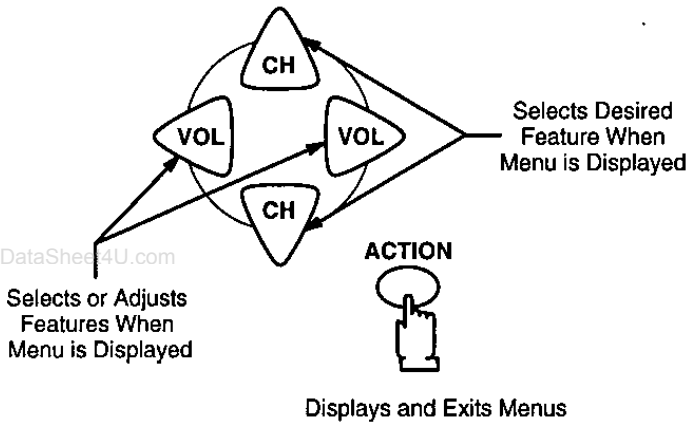 CH
VOL
VOL
CH
Selects Desired
Feature When
Menu is Displayed
DataSheet4U.com
Selects or Adjusts
Features When
Menu is Displayed
ACTION
Displays and Exits Menus